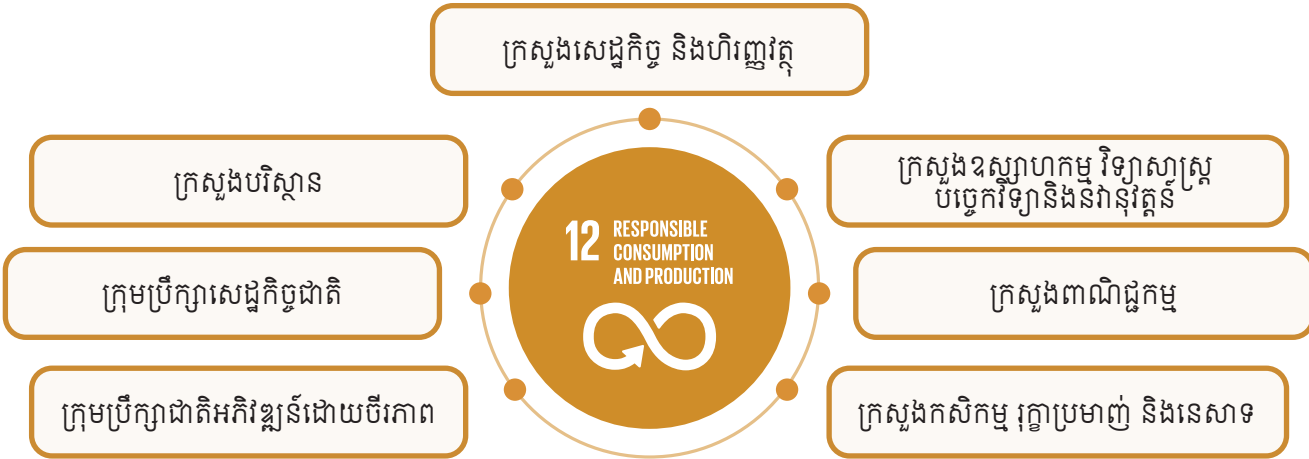 ក្រសួងសេដ្ឋកិច្ច និងហិរញ្ញវត្ថុ
ក្រសួងបរិស្ថាន
ក្រសួងឧស្សាហកម្ម វិទ្យាសាស្ត្រ
បច្ចេកវិទ្យានិងនវានុវត្តន៍
12 RESPONSIBLE
CONSUMPTION
AND PRODUCTION
ក្រុមប្រឹក្សាសេដ្ឋកិច្ចជាតិ
ក្រសួងពាណិជ្ជកម្ម
ក្រុមប្រឹក្សាជាតិអភិវឌ្ឍន៍ដោយចីរភាព
ក្រសួងកសិកម្ម រុក្ខាប្រមាញ់ និងនេសាទ